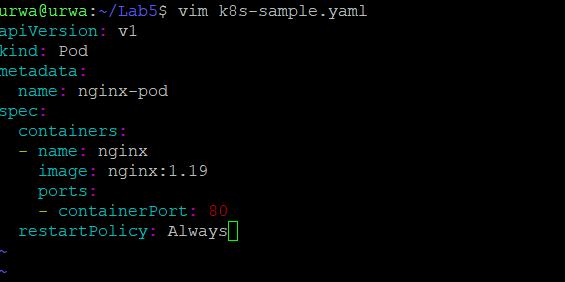 urwa@urwa:~/Lab5$ vim k8s-sample.yaml
apiVersion: v1
kind: Pod
metadata:
  name: nginx-pod
spec:
  containers:
  - name: nginx
    image: nginx:1.19
    ports:
    - containerPort: 80
  restartPolicy: Always
~
~